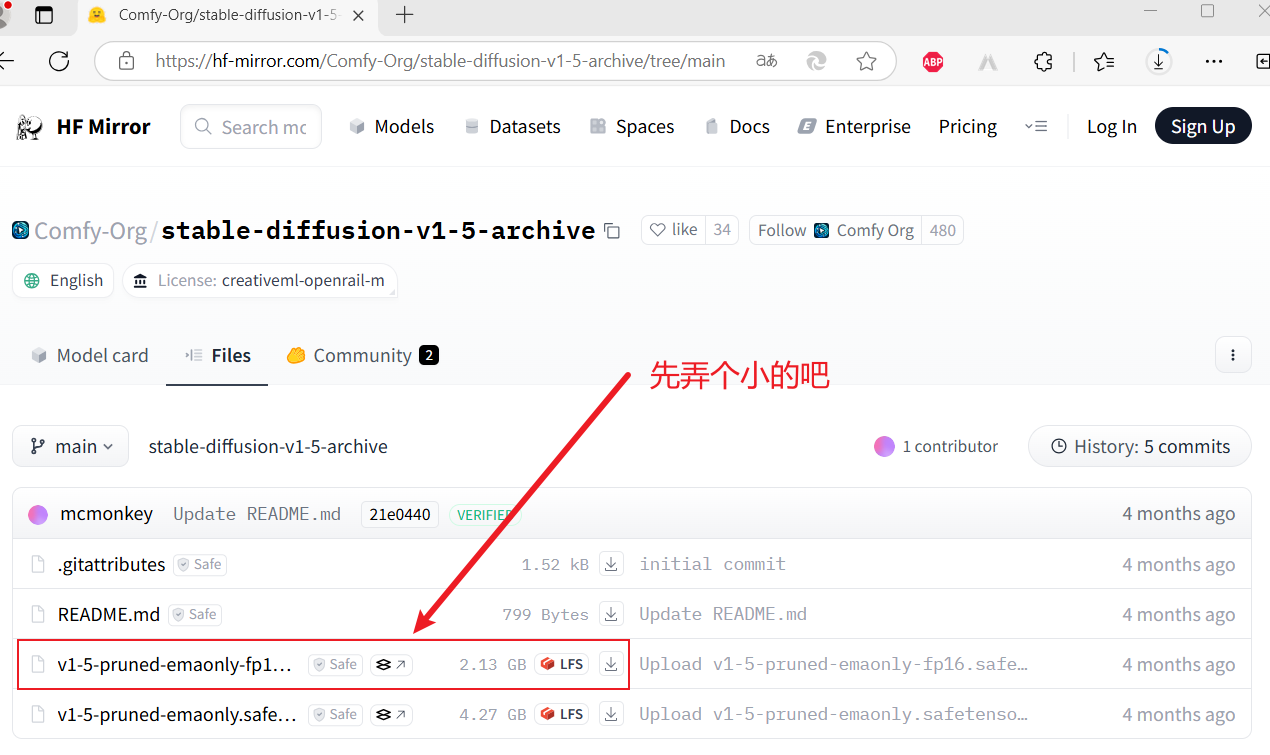 Comfy-Org/stable-diffusion-v1-5-
https://hf-mirror.com/Comfy-Org/stable-diffusion-v1-5-archive/tree/main
aあ
ABP
HF Mirror
Search mc
Models
Datasets
Spaces
Docs
Enterprise
Pricing
Log In
Sign Up
Comfy-Org/stable-diffusion-v1-5-archive
like 34
Follow Comfy Org 480
English
License: creativeml-openrail-m
Model card
Files
Community 2
先弄个小的吧
main
stable-diffusion-v1-5-archive
1 contributor
History: 5 commits
mcmonkey Update README.md 21e0440 VERIFIED 4 months ago
.gitattributes Safe 1.52 kB initial commit 4 months ago
README.md Safe 799 Bytes Update README.md 4 months ago
v1-5-pruned-emaonly-fp1… Safe 2.13 GB LFS Upload v1-5-pruned-emaonly-fp16.safe… 4 months ago
v1-5-pruned-emaonly.safe… Safe 4.27 GB LFS Upload v1-5-pruned-emaonly.safetenso… 4 months ago